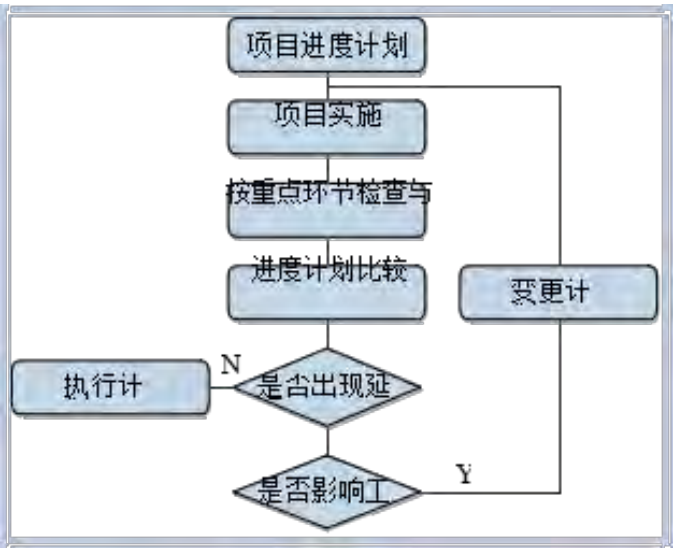 项目进度计划
项目实施
按重点环节检查与
进度计划比较
变更计
执行计
N
是否出现延
是否影响工
Y